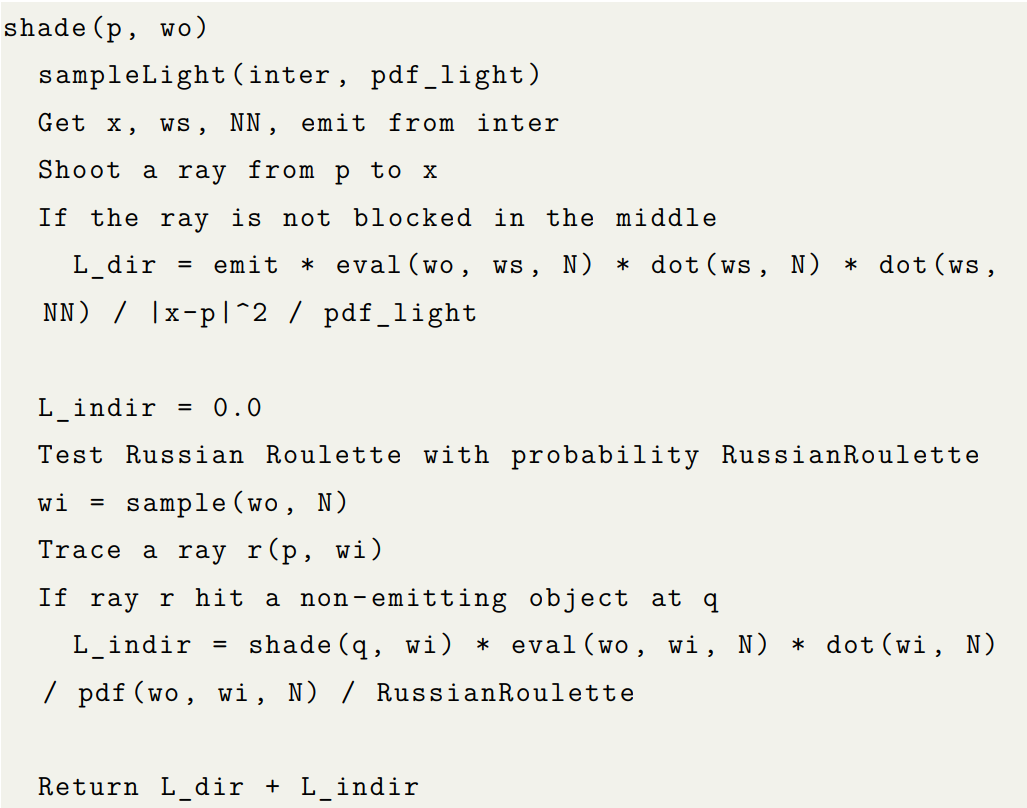 shade(p, wo)
sampleLight(inter, pdf_light)
Get x, ws, NN, emit from inter
Shoot a ray from p to x
If the ray is not blocked in the middle
L_dir = emit * eval(wo, ws, N) * dot(ws, N) * dot(ws,
NN) / |x-p|^2 / pdf_light
L_indir = 0.0
Test Russian Roulette with probability RussianRoulette
wi = sample(wo, N)
Trace a ray r(p, wi)
If ray r hit a non-emitting object at q
L_indir = shade(q, wi) * eval(wo, wi, N) * dot(wi, N)
/ pdf(wo, wi, N) / RussianRoulette
Return L_dir + L_indir